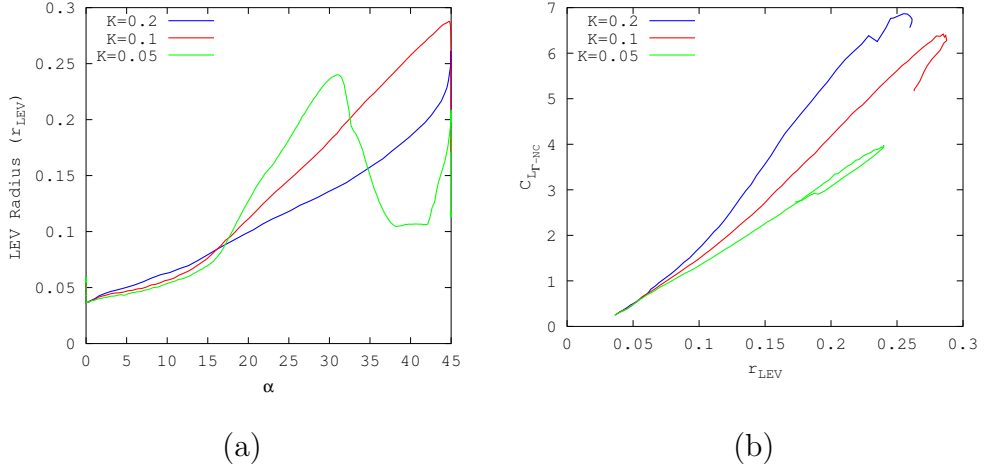 K=0.2
K=0.1
K=0.05
0.3
0.25
0.2
0.15
0.1
0.05
0
LEV Radius (r_LEV)
0 5 10 15 20 25 30 35 40 45
α
(a)
K=0.2
K=0.1
K=0.05
7
6
5
4
3
2
1
0
C_LΓ-NC
0 0.05 0.1 0.15 0.2 0.25 0.3
r_LEV
(b)